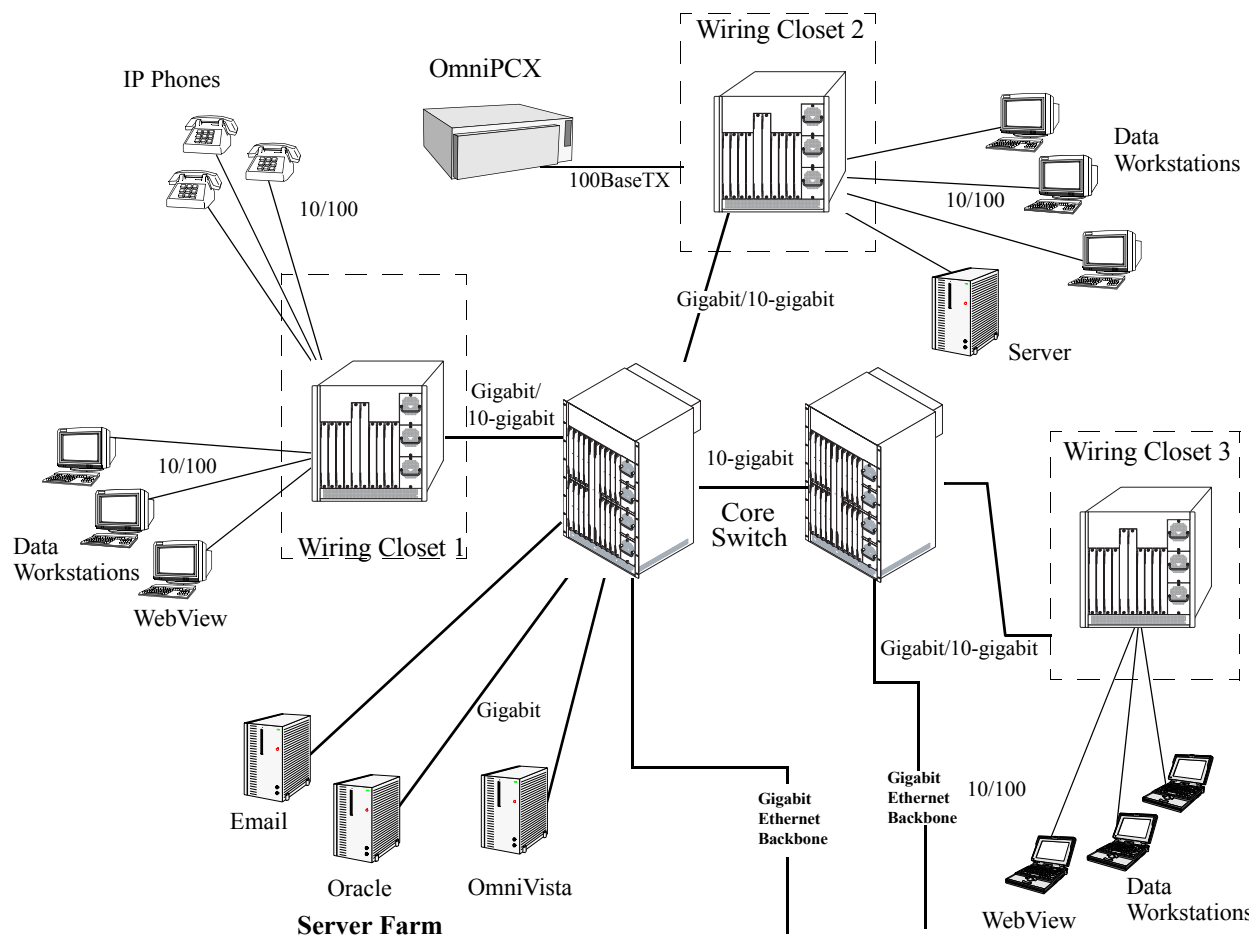 Wiring Closet 2
OmniPCX
IP Phones
Data
Workstations
100BaseTX
10/100
10/100
Gigabit/10-gigabit
Server
Gigabit/
10-gigabit
10-gigabit
Core
Switch
Wiring Closet 3
10/100
Wiring Closet 1
Data
Workstations
WebView
Gigabit/10-gigabit
Gigabit
Email
Oracle
OmniVista
Server Farm
Gigabit
Ethernet
Backbone
Gigabit
Ethernet
Backbone
10/100
WebView
Data
Workstations